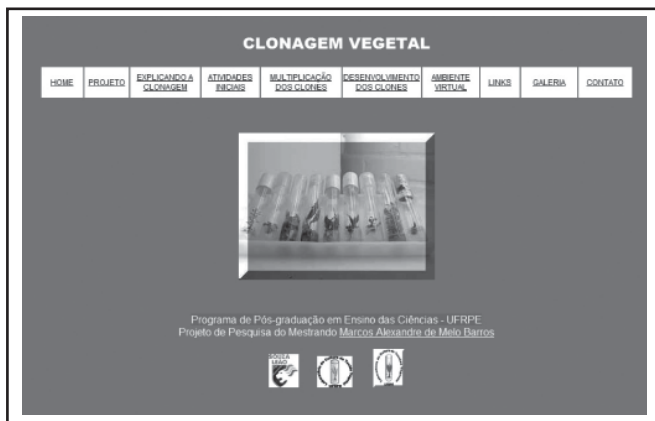 CLONAGEM VEGETAL
HOME PROJETO EXPLICANDO A CLONAGEM ATIVIDADES INICIAIS MULTIPLICAÇÃO DOS CLONES DESENVOLVIMENTO DOS CLONES AMBIENTE VIRTUAL LINKS GALERIA CONTATO
Programa de Pós-graduação em Ensino das Ciências - UFRPE
Projeto de Pesquisa do Mestrando Marcos Alexandre de Melo Barros